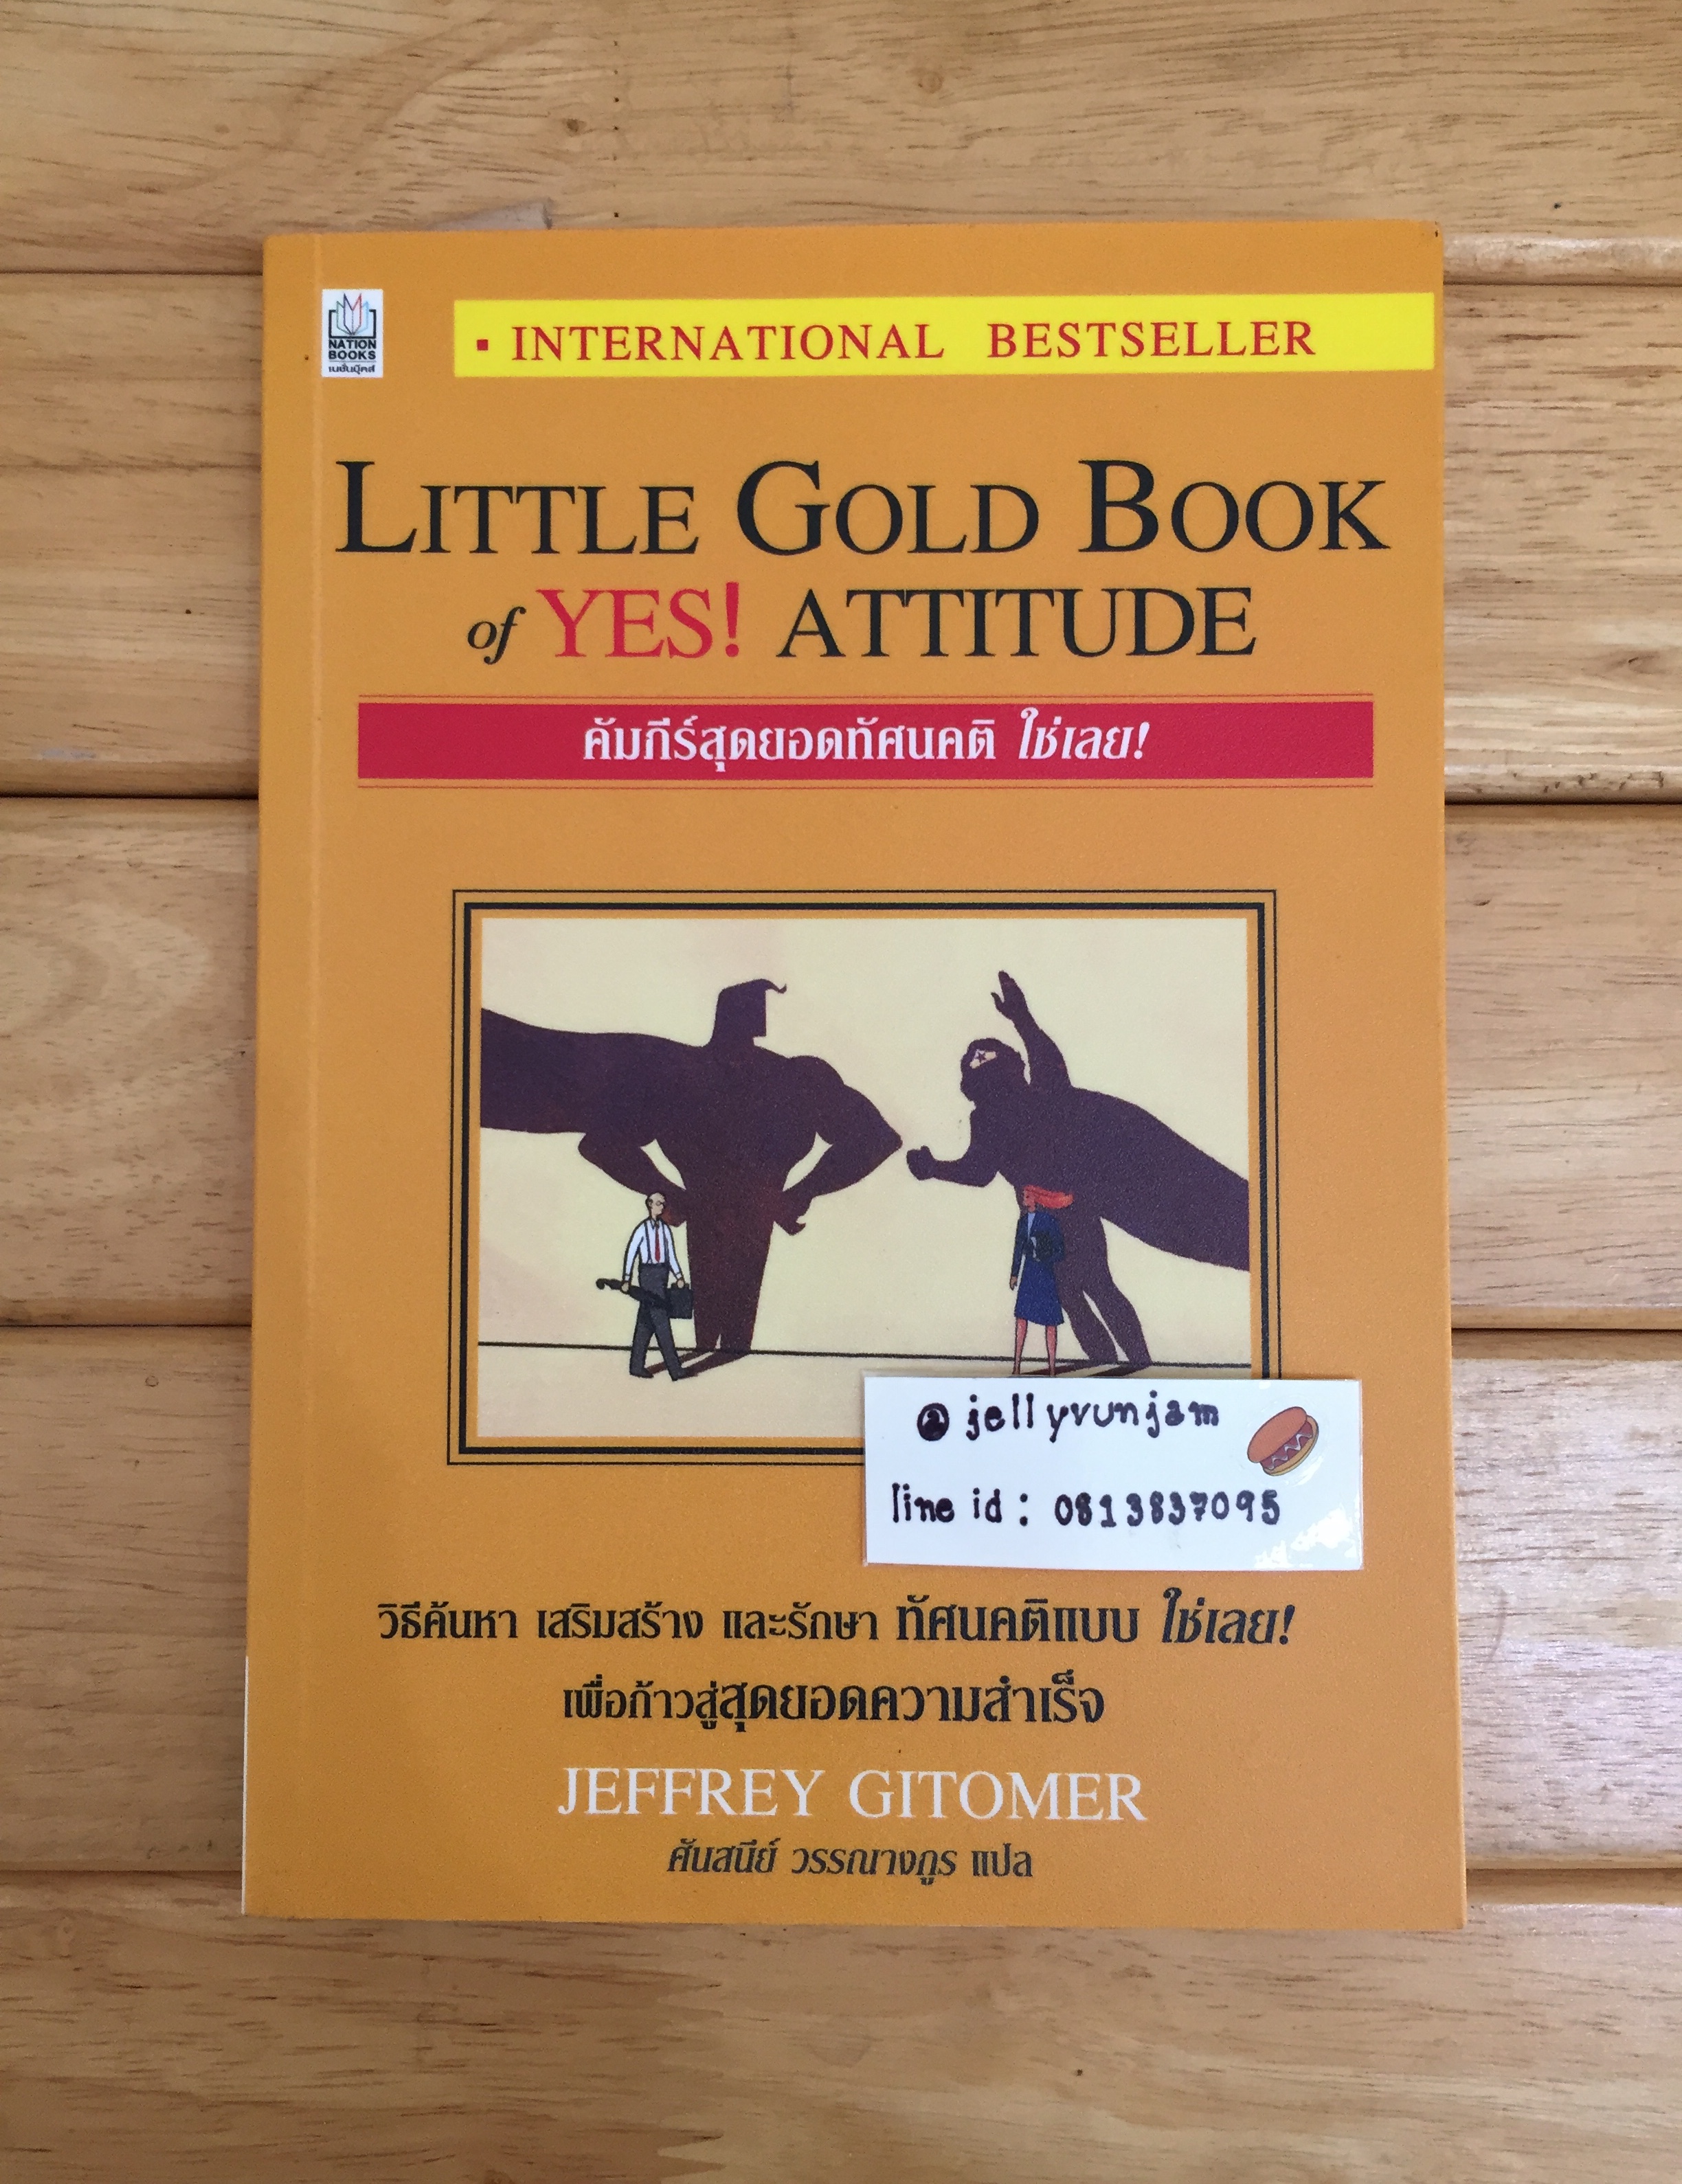 NATION
BOOKS
เนชั่นบุ๊คส์
▪ INTERNATIONAL BESTSELLER
LITTLE GOLD BOOK
of YES! ATTITUDE
คัมภีร์สุดยอดทัศนคติ ใช่เลย!
@jellyvunjam
line id : 0813837095
วิธีค้นหา เสริมสร้าง และรักษา ทัศนคติแบบ ใช่เลย!
เพื่อก้าวสู่สุดยอดความสำเร็จ
JEFFREY GITOMER
ศันสนีย์ วรรณางกูร แปล